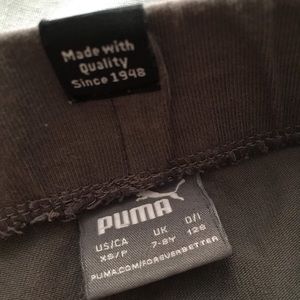 Made with
Quality
Since 1948
PUMA
US/CA UK D/I
XS/P 7-8Y 128
PUMA.COM/FOREVERBETTER